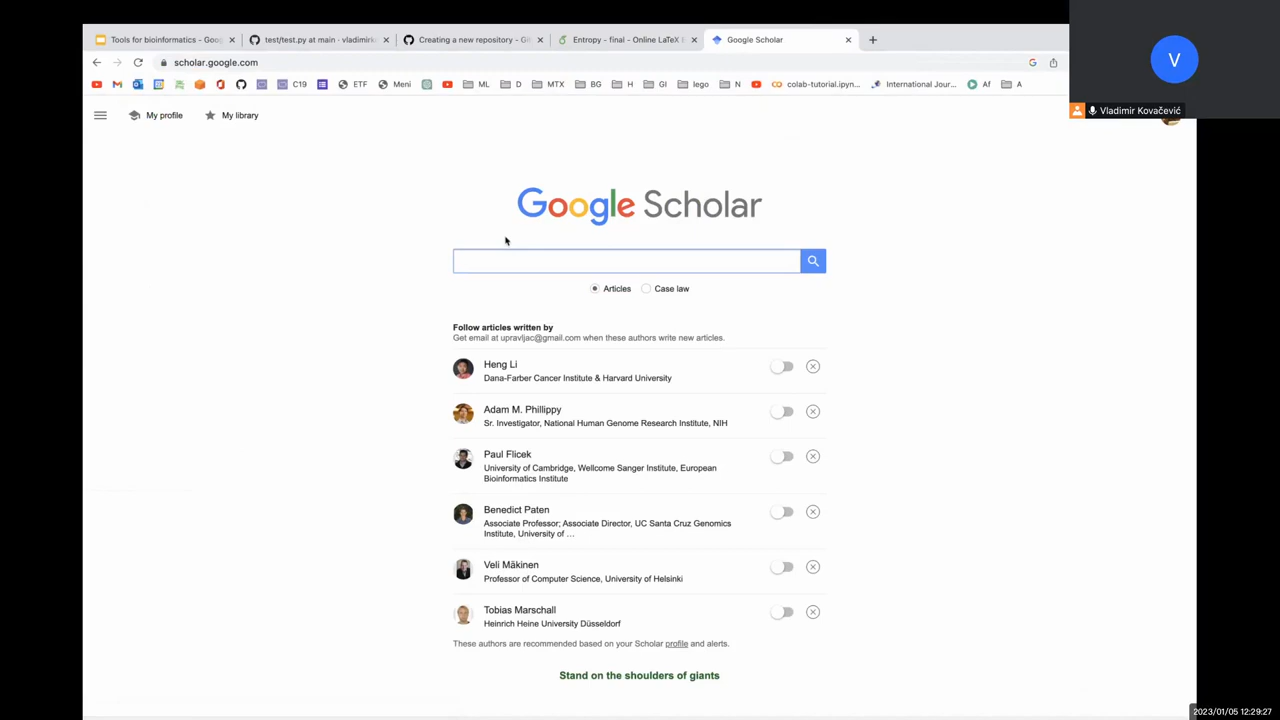 Tools for bioinformatics - Goo
test/test.py at main · vladimirk
Creating a new repository - Git
Entropy - final - Online LaTeX
Google Scholar
scholar.google.com
ETF
C19
Meni
ML
D
MTX
BG
H
GI
lego
N
colab-tutorial.ipyn...
International Jour...
Af
A
V
Vladimir Kovačević
My profile
My library
Google Scholar
Articles
Case law
Follow articles written by
Get email at upravljac@gmail.com when these authors write new articles.
Heng Li
Dana-Farber Cancer Institute & Harvard University
Adam M. Phillippy
Sr. Investigator, National Human Genome Research Institute, NIH
Paul Flicek
University of Cambridge, Wellcome Sanger Institute, European
Bioinformatics Institute
Benedict Paten
Associate Professor; Associate Director, UC Santa Cruz Genomics
Institute, University of ...
Veli Mäkinen
Professor of Computer Science, University of Helsinki
Tobias Marschall
Heinrich Heine University Düsseldorf
These authors are recommended based on your Scholar profile and alerts.
Stand on the shoulders of giants
2023/01/05 12:29:27